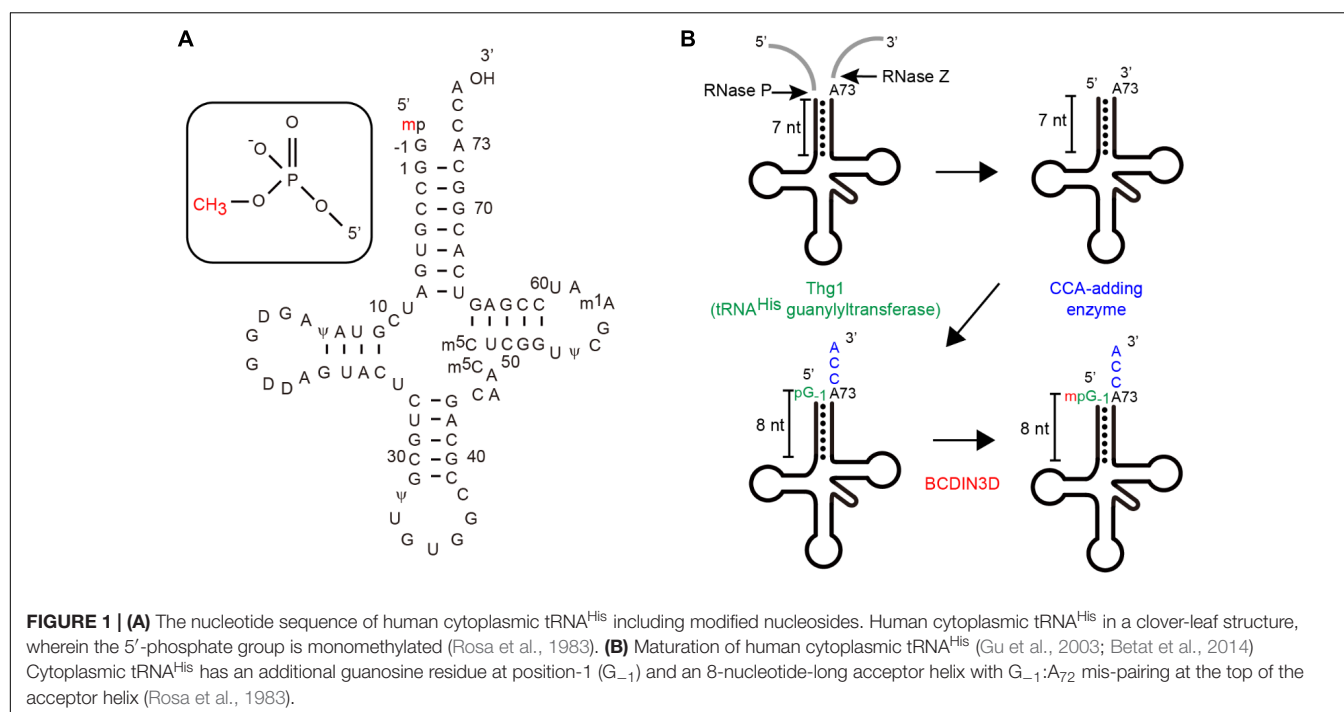 A
3’
OH
A
C
C
5’
mp
-1 G A 73
1 G – C
C – G
C – G
C – G 70
G – C
U – A
G – C
A – U
O
-O
P
CH3 – O
O
5’
10
U
C
G
U
A
ψ
A
G
D
G
G
D
D
A
G U A C
U
60
U A
m1A
G
C
ψ
U
GAGCC
m5C U C G G
m5C 50
A
A
C
C – G
U – A
G – C
30 C – G 40
G C
ψ C
U G
G U G
B
5’ 3’
RNase P
A73
RNase Z
7 nt
5’
3’
A73
7 nt
Thg1
(tRNAHis guanylyltransferase)
CCA-adding
enzyme
3’
A
C
C
5’
pG-1 A73
8 nt
BCDIN3D
3’
A
C
C
5’
mpG-1 A73
8 nt
FIGURE 1 | (A) The nucleotide sequence of human cytoplasmic tRNAHis including modified nucleosides. Human cytoplasmic tRNAHis in a clover-leaf structure,
wherein the 5′-phosphate group is monomethylated (Rosa et al., 1983). (B) Maturation of human cytoplasmic tRNAHis (Gu et al., 2003; Betat et al., 2014)
Cytoplasmic tRNAHis has an additional guanosine residue at position-1 (G−1) and an 8-nucleotide-long acceptor helix with G−1:A72 mis-pairing at the top of the
acceptor helix (Rosa et al., 1983).